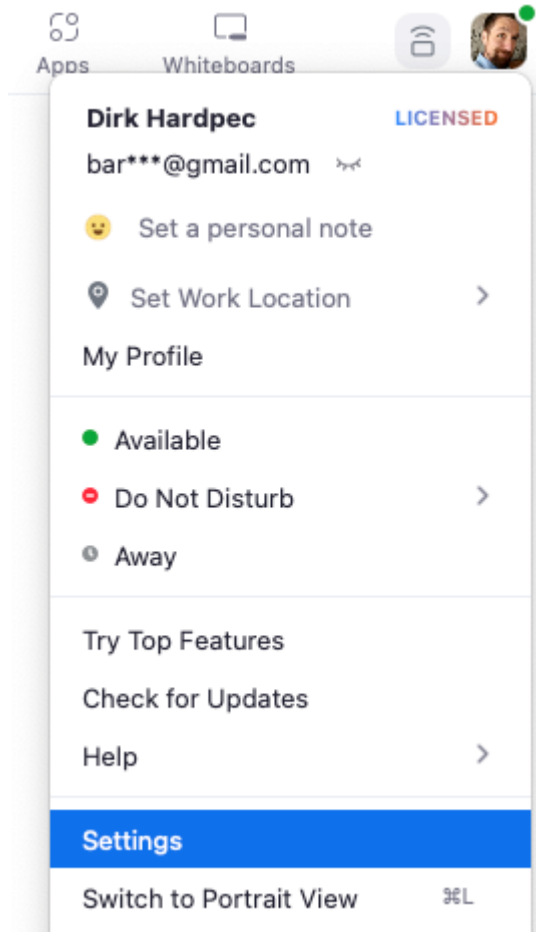 Apps
Whiteboards
Dirk Hardpec LICENSED
bar***@gmail.com
Set a personal note
Set Work Location
My Profile
Available
Do Not Disturb
Away
Try Top Features
Check for Updates
Help
Settings
Switch to Portrait View ⌘L